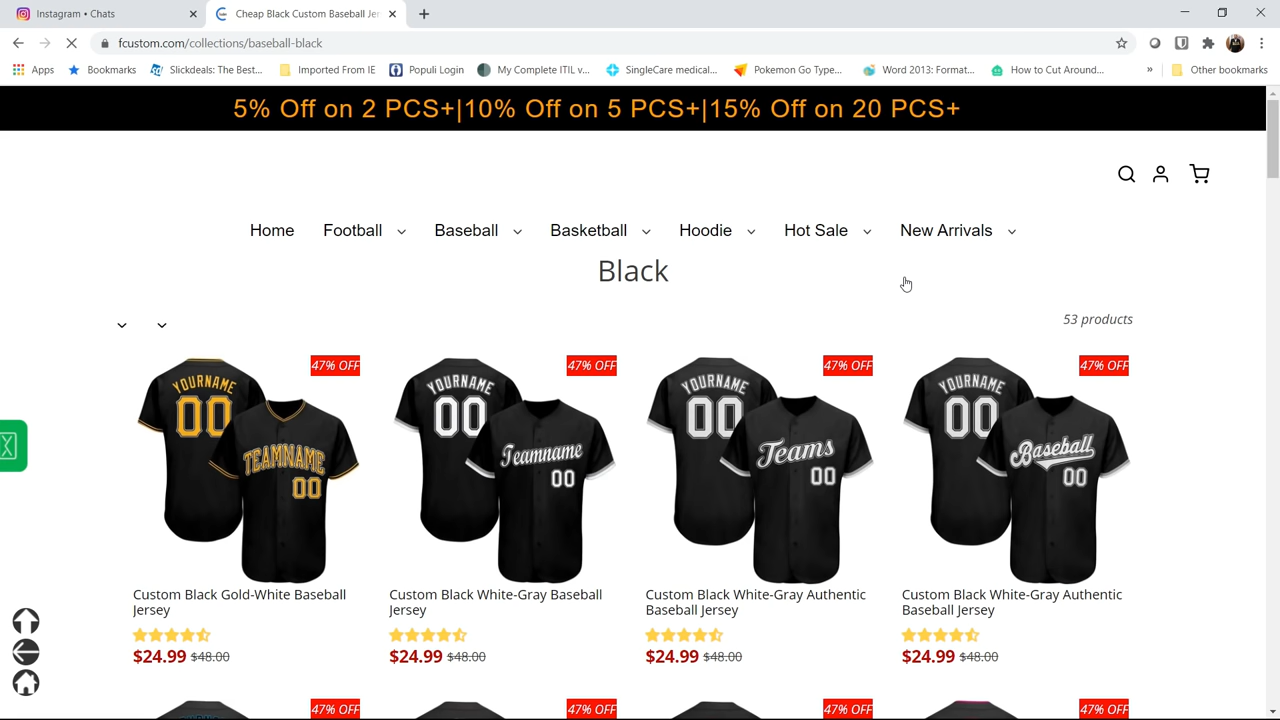 Instagram • Chats
Cheap Black Custom Baseball Jer
fcustom.com/collections/baseball-black
Apps
Bookmarks
Slickdeals: The Best...
Imported From IE
Populi Login
My Complete ITIL v...
SingleCare medical...
Pokemon Go Type...
Word 2013: Format...
How to Cut Around...
»
Other bookmarks
5% Off on 2 PCS+|10% Off on 5 PCS+|15% Off on 20 PCS+
Home Football Baseball Basketball Hoodie Hot Sale New Arrivals
Black
53 products
47% OFF
YOURNAME
00
TEAMNAME
00
47% OFF
YOURNAME
00
Teamname
00
47% OFF
YOURNAME
00
Teams
00
47% OFF
YOURNAME
00
Baseball
00
Custom Black Gold-White Baseball
Jersey
$24.99 $48.00
Custom Black White-Gray Baseball
Jersey
$24.99 $48.00
Custom Black White-Gray Authentic
Baseball Jersey
$24.99 $48.00
Custom Black White-Gray Authentic
Baseball Jersey
$24.99 $48.00
47% OFF
47% OFF
47% OFF
47% OFF